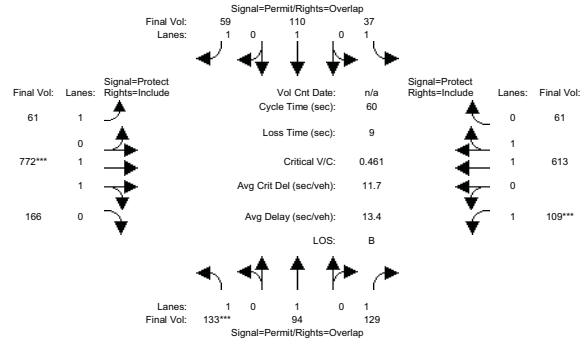 Signal=Permit/Rights=Overlap
Final Vol: 59 110 37
Lanes: 1 0 1 0 1
Signal=Protect
Final Vol: Lanes: Rights=Include
Vol Cnt Date: n/a
Signal=Protect
Rights=Include Lanes: Final Vol:
Cycle Time (sec): 60
61 1
0 61
Loss Time (sec): 9
0
1
772*** 1
Critical V/C: 0.461
1 613
1
Avg Crit Del (sec/veh): 11.7
0
166 0
Avg Delay (sec/veh): 13.4
1 109***
LOS: B
Lanes: 1 0 1 0 1
Final Vol: 133*** 94 129
Signal=Permit/Rights=Overlap